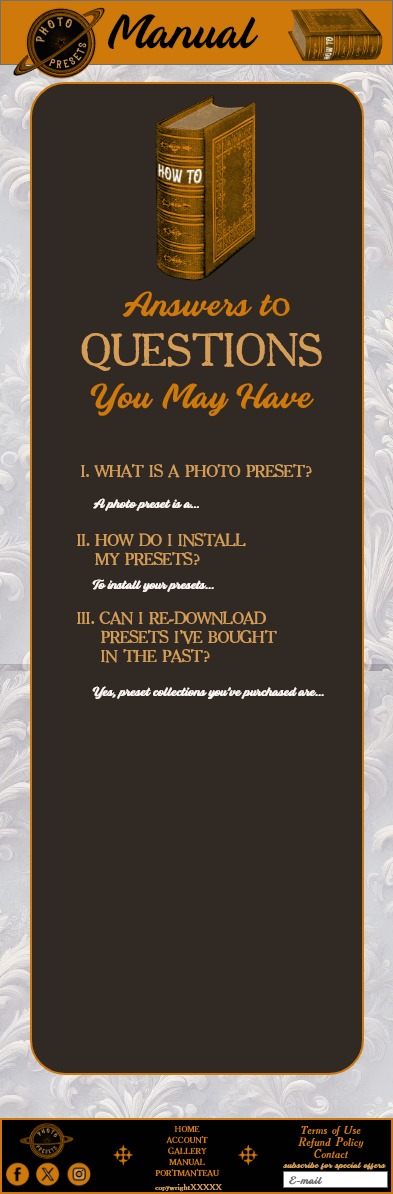 PHOTO
PRESETS
Manual
HOW TO
HOW TO
Answers to
QUESTIONS
You May Have
I. WHAT IS A PHOTO PRESET?
A photo preset is a...
II. HOW DO I INSTALL
MY PRESETS?
To install your presets...
III. CAN I RE-DOWNLOAD
PRESETS I'VE BOUGHT
IN THE PAST?
Yes, preset collections you've purchased are...
PHOTO
PRESETS
HOME
ACCOUNT
GALLERY
MANUAL
PORTMANTEAU
copywrightXXXXX
Terms of Use
Refund Policy
Contact
subscribe for special offers
E-mail